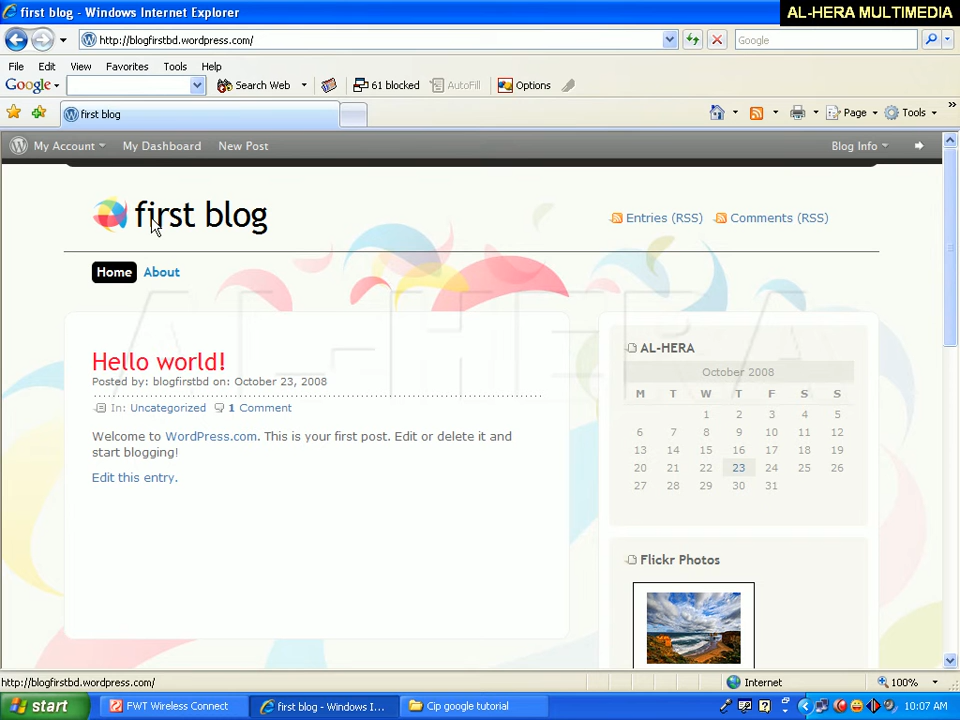 first blog - Windows Internet Explorer
AL-HERA MULTIMEDIA
http://blogfirstbd.wordpress.com/
Google
File Edit View Favorites Tools Help
Google Search Web 61 blocked AutoFill Options
first blog
Page Tools
My Account My Dashboard New Post Blog Info
first blog
Entries (RSS) Comments (RSS)
Home About
AL-HERA
Hello world!
Posted by: blogfirstbd on: October 23, 2008
In: Uncategorized 1 Comment
Welcome to WordPress.com. This is your first post. Edit or delete it and
start blogging!
Edit this entry.
AL-HERA
October 2008
M T W T F S S
1 2 3 4 5
6 7 8 9 10 11 12
13 14 15 16 17 18 19
20 21 22 23 24 25 26
27 28 29 30 31
Flickr Photos
http://blogfirstbd.wordpress.com/
Internet
100%
start
FWT Wireless Connect
first blog - Windows I...
Cip google tutorial
10:07 AM